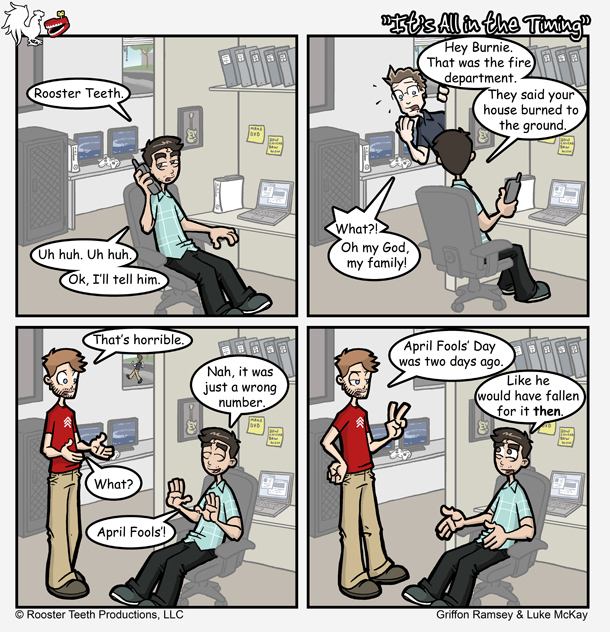 "It's All in the Timing"
Rooster Teeth.
Uh huh. Uh huh.
Ok, I'll tell him.
MAKE
DVD
Hey Burnie.
That was the fire
department.
They said your
house burned to
the ground.
What?!
Oh my God,
my family!
That's horrible.
Nah, it was
just a wrong
number.
What?
April Fools'!
April Fools' Day
was two days ago.
Like he
would have fallen
for it then.
© Rooster Teeth Productions, LLC
Griffon Ramsey & Luke McKay